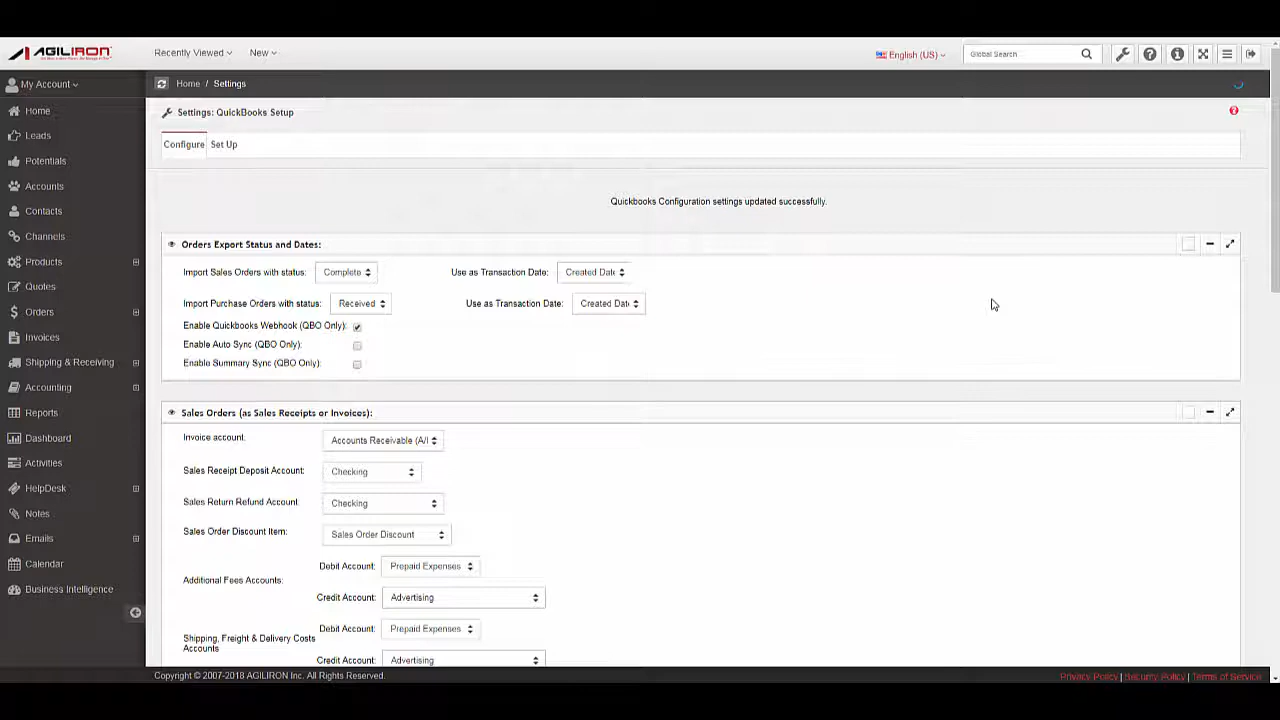 AGILIRON
Recently Viewed
New
English (US)
Global Search
My Account
Home / Settings
Home
Leads
Potentials
Accounts
Contacts
Channels
Products
Quotes
Orders
Invoices
Shipping & Receiving
Accounting
Reports
Dashboard
Activities
HelpDesk
Notes
Emails
Calendar
Business Intelligence
Settings: QuickBooks Setup
Configure Set Up
Quickbooks Configuration settings updated successfully.
Orders Export Status and Dates:
Import Sales Orders with status: Complete Use as Transaction Date: Created Date
Import Purchase Orders with status: Received Use as Transaction Date: Created Date
Enable Quickbooks Webhook (QBO Only):
Enable Auto Sync (QBO Only):
Enable Summary Sync (QBO Only):
Sales Orders (as Sales Receipts or Invoices):
Invoice account: Accounts Receivable (A/
Sales Receipt Deposit Account: Checking
Sales Return Refund Account: Checking
Sales Order Discount Item: Sales Order Discount
Additional Fees Accounts:
Debit Account: Prepaid Expenses
Credit Account: Advertising
Shipping, Freight & Delivery Costs
Accounts
Debit Account: Prepaid Expenses
Credit Account: Advertising
Copyright © 2007-2018 AGILIRON Inc. All Rights Reserved.
Privacy Policy | Security Policy | Terms of Service